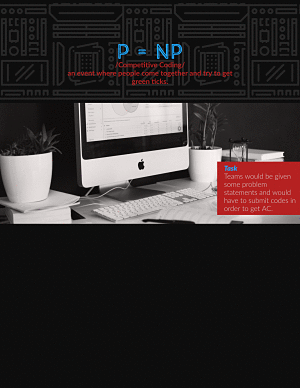 P = NP
/Competitive Coding/
an event where people come together and try to get
green ticks.
Task
Teams would be given
some problem
statements and would
have to submit codes in
order to get AC.